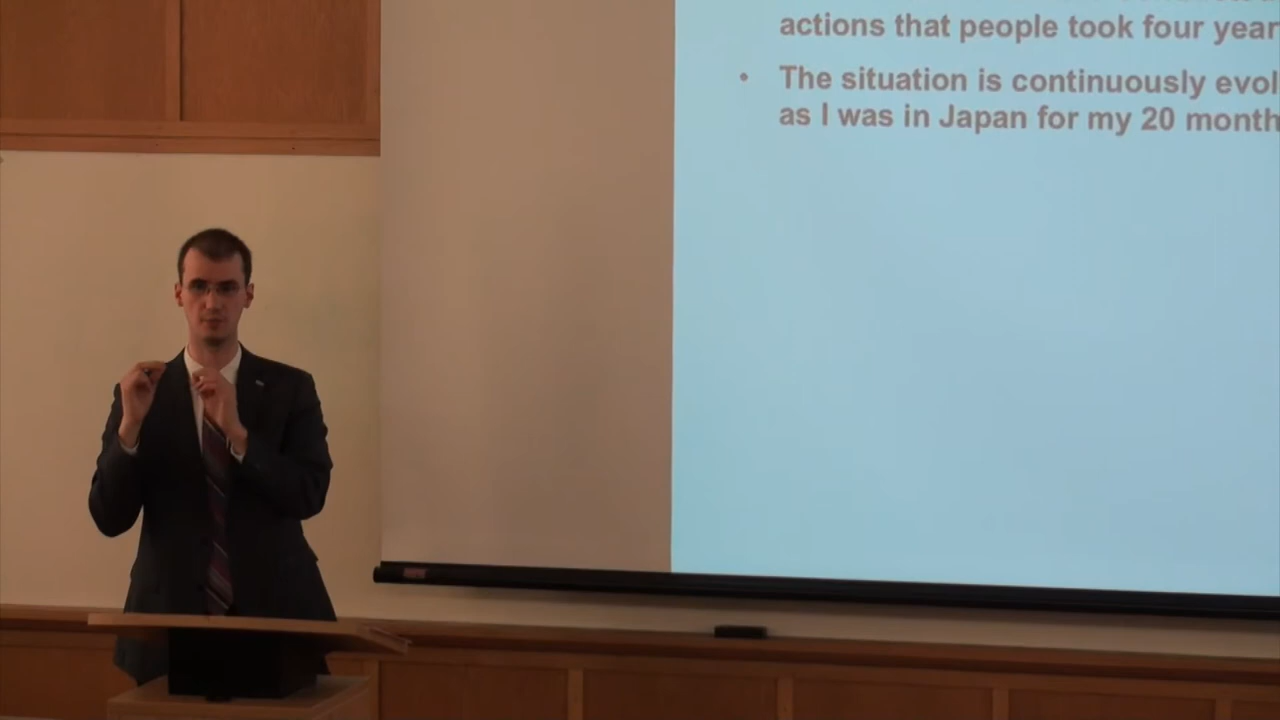 actions that people took four year
• The situation is continuously evol
as I was in Japan for my 20 month